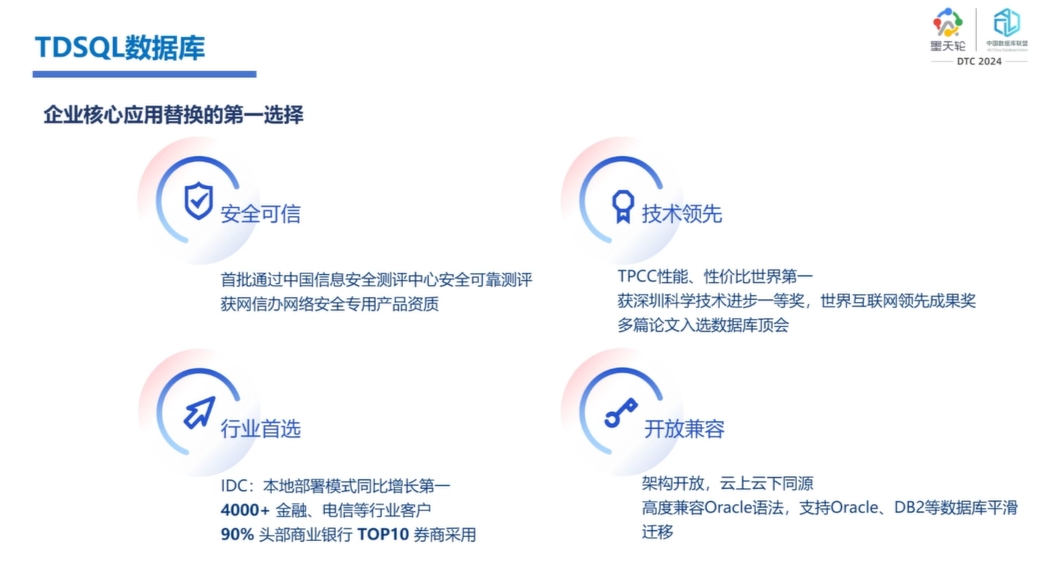 TDSQL数据库
墨天轮
中国数据库联盟
DTC 2024
企业核心应用替换的第一选择
安全可信
首批通过中国信息安全测评中心安全可靠测评
获网信办网络安全专用产品资质
技术领先
TPCC性能、性价比世界第一
获深圳科学技术进步一等奖，世界互联网领先成果奖
多篇论文入选数据库顶会
行业首选
IDC：本地部署模式同比增长第一
4000+ 金融、电信等行业客户
90% 头部商业银行 TOP10 券商采用
开放兼容
架构开放，云上云下同源
高度兼容Oracle语法，支持Oracle、DB2等数据库平滑
迁移